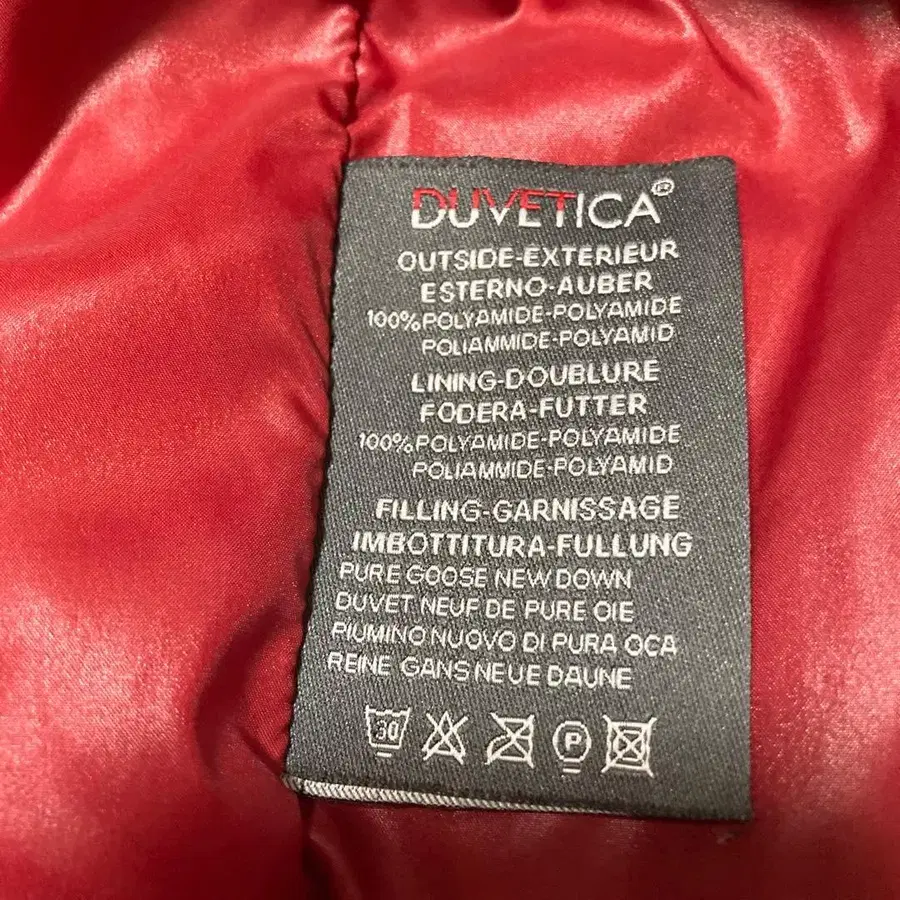 DUVETICA®
OUTSIDE-EXTERIEUR
ESTERNO-AUBER
100%POLYAMIDE-POLYAMIDE
POLIAMMIDE-POLYAMID
LINING-DOUBLURE
FODERA-FUTTER
100%POLYAMIDE-POLYAMIDE
POLIAMMIDE-POLYAMID
FILLING-GARNISSAGE
IMBOTTITURA-FULLUNG
PURE GOOSE NEW DOWN
DUVET NEUF DE PURE OIE
PIUMINO NUOVO DI PURA OCA
REINE GANS NEUE DAUNE
30 P